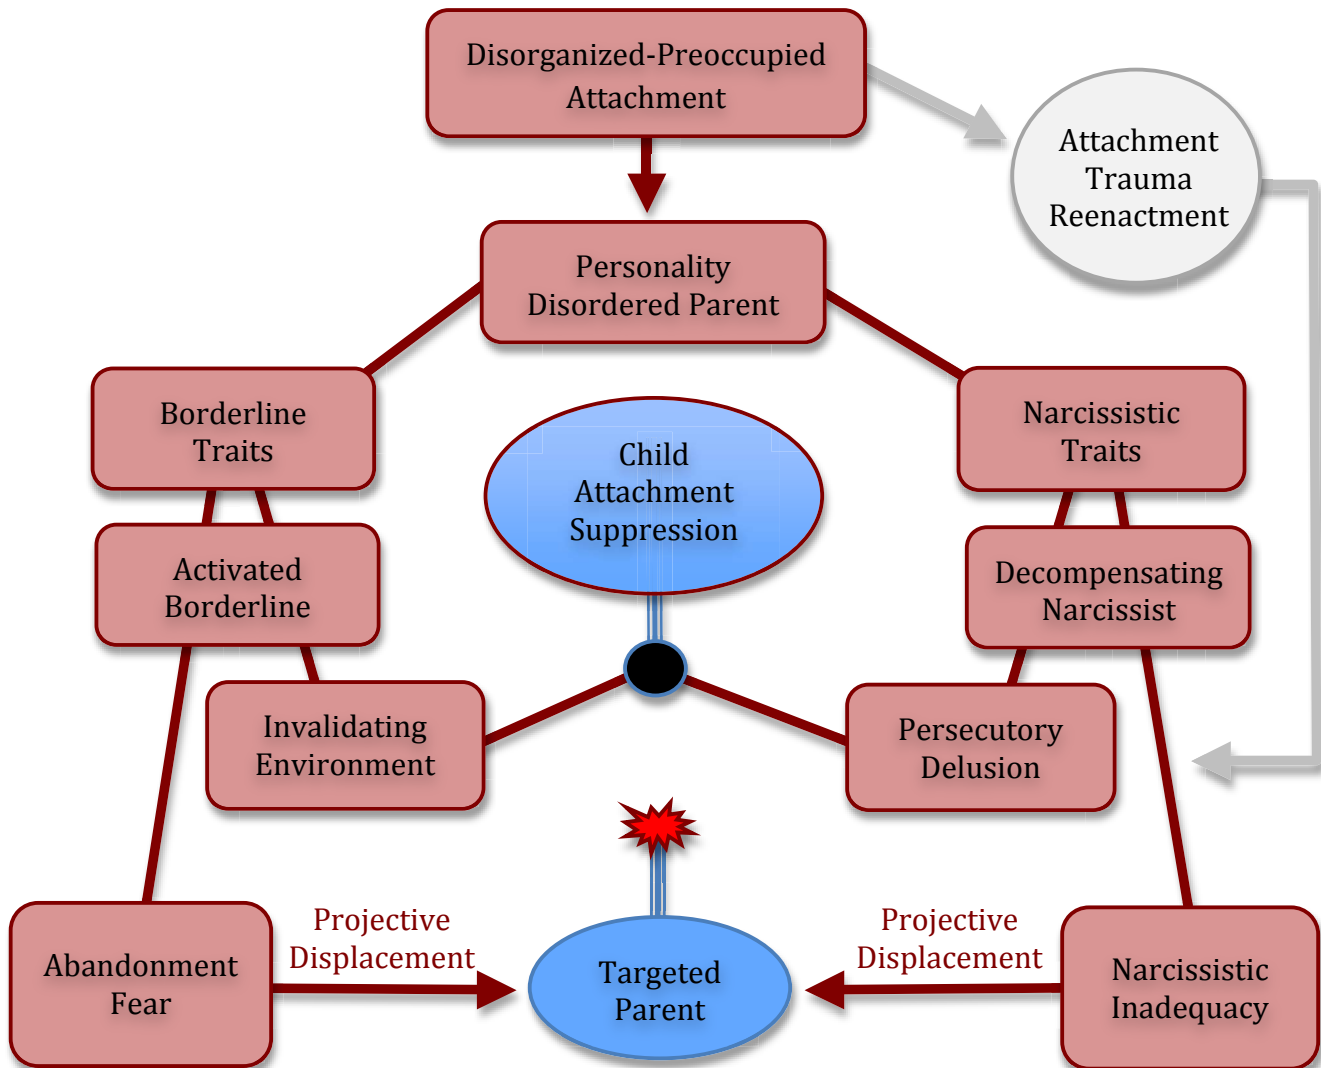 Disorganized-Preoccupied
Attachment
Attachment
Trauma
Reenactment
Personality
Disordered Parent
Borderline
Traits
Child
Attachment
Suppression
Narcissistic
Traits
Activated
Borderline
Decompensating
Narcissist
Invalidating
Environment
Persecutory
Delusion
Abandonment
Fear
Projective
Displacement
Targeted
Parent
Projective
Displacement
Narcissistic
Inadequacy